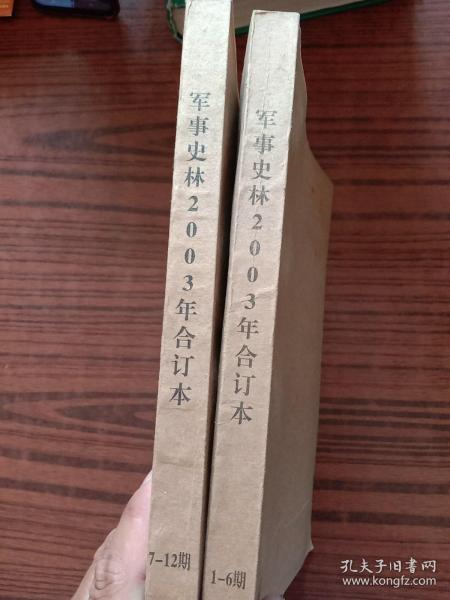 军事史林2003年合订本
7-12期
军事史林2003年合订本
1-6期
孔夫子旧书网
www.kongfz.com